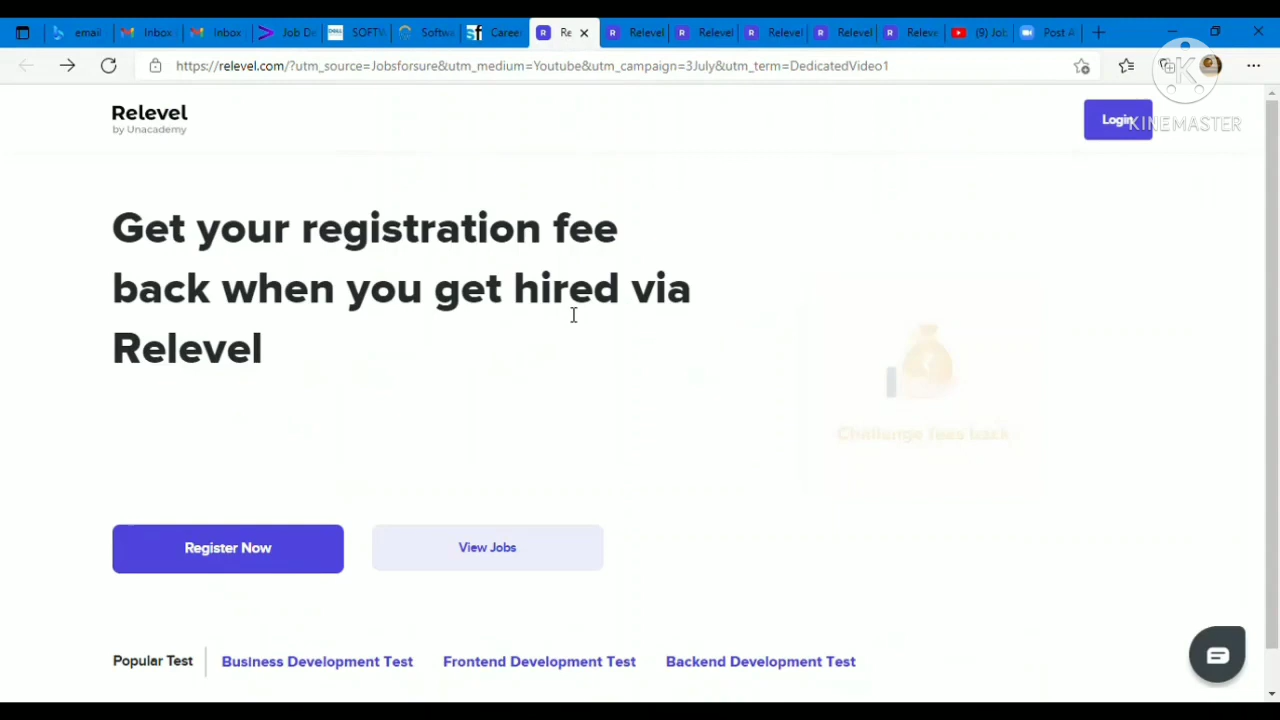 email
Inbox
Inbox
Job De
SOFTW
Softwa
Career
Re
Relevel
Relevel
Relevel
Relevel
Releve
(9) Job
Post A
https://relevel.com/?utm_source=Jobsforsure&utm_medium=Youtube&utm_campaign=3July&utm_term=DedicatedVideo1
KINEMASTER
Relevel
by Unacademy
Login
Get your registration fee
back when you get hired via
Relevel
Challenge fees back
Register Now
View Jobs
Popular Test
Business Development Test
Frontend Development Test
Backend Development Test